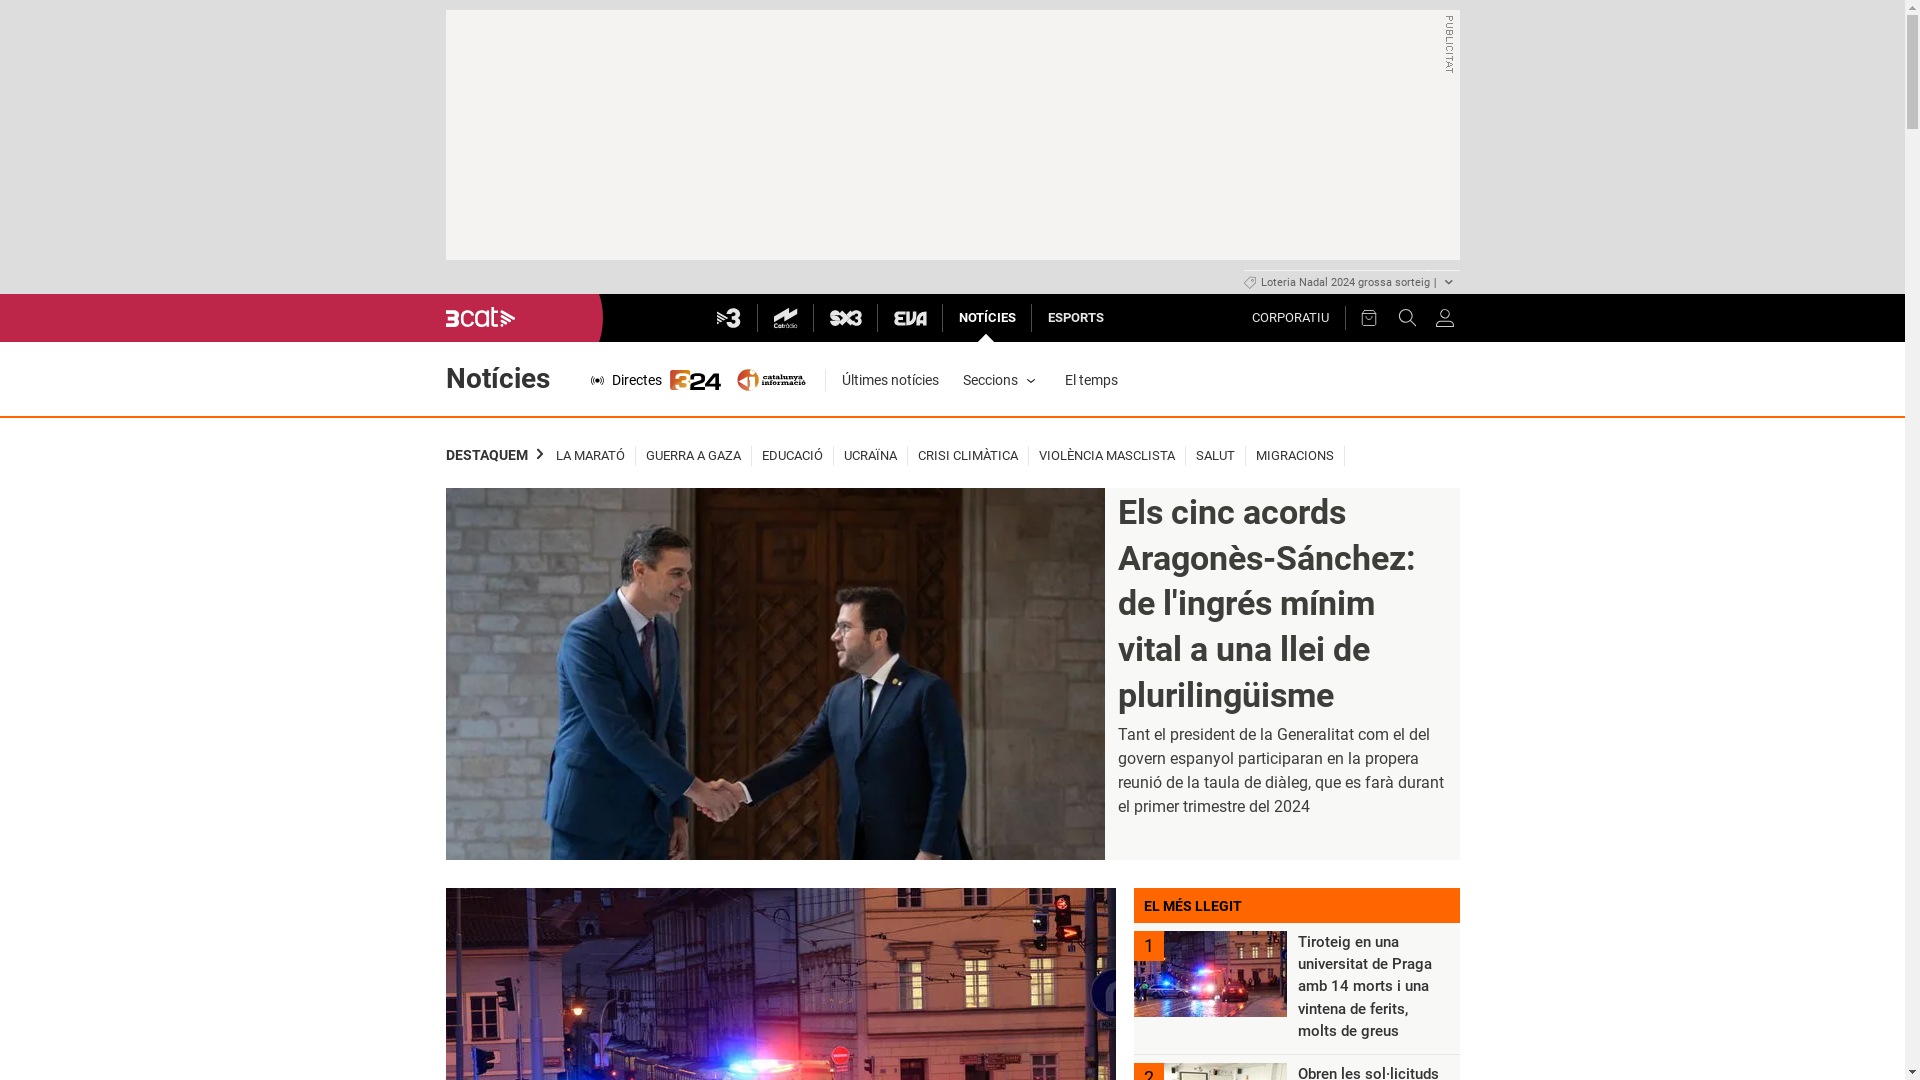 PUBLICITAT
Loteria Nadal 2024 grossa sorteig |
3cat
3
Catràdio
SX3
EVA
NOTÍCIES
ESPORTS
CORPORATIU
Notícies
Directes
324
catalunya
informació
Últimes notícies
Seccions
El temps
DESTAQUEM
LA MARATÓ
GUERRA A GAZA
EDUCACIÓ
UCRAÏNA
CRISI CLIMÀTICA
VIOLÈNCIA MASCLISTA
SALUT
MIGRACIONS
Els cinc acords
Aragonès-Sánchez:
de l'ingrés mínim
vital a una llei de
plurilingüisme
Tant el president de la Generalitat com el del
govern espanyol participaran en la propera
reunió de la taula de diàleg, que es farà durant
el primer trimestre del 2024
EL MÉS LLEGIT
1
Tiroteig en una
universitat de Praga
amb 14 morts i una
vintena de ferits,
molts de greus
2
Obren les sol·licituds